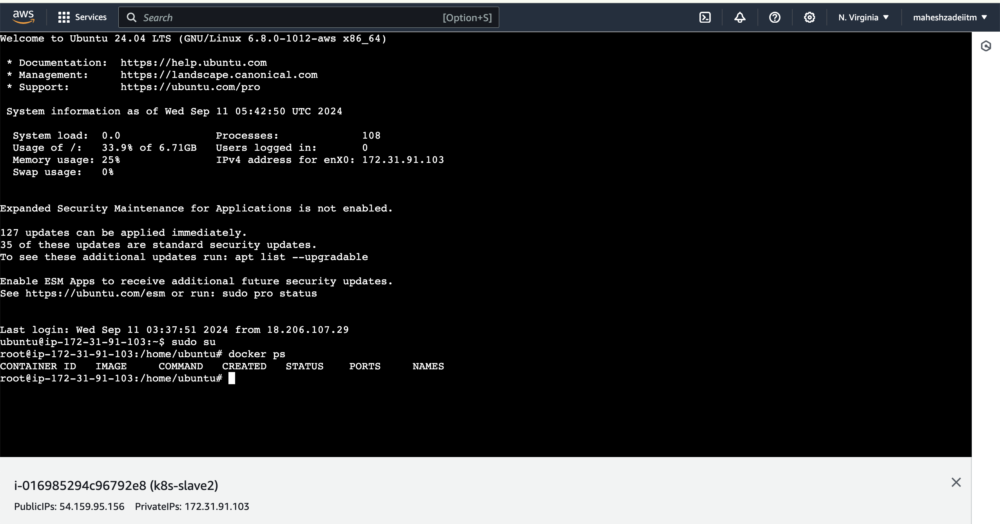 aws Services Search [Option+S] N. Virginia maheshzadeiitm
Welcome to Ubuntu 24.04 LTS (GNU/Linux 6.8.0-1012-aws x86_64)
* Documentation: https://help.ubuntu.com
* Management: https://landscape.canonical.com
* Support: https://ubuntu.com/pro
System information as of Wed Sep 11 05:42:50 UTC 2024
System load: 0.0 Processes: 108
Usage of /: 33.9% of 6.71GB Users logged in: 0
Memory usage: 25% IPv4 address for enX0: 172.31.91.103
Swap usage: 0%
Expanded Security Maintenance for Applications is not enabled.
127 updates can be applied immediately.
35 of these updates are standard security updates.
To see these additional updates run: apt list --upgradable
Enable ESM Apps to receive additional future security updates.
See https://ubuntu.com/esm or run: sudo pro status
Last login: Wed Sep 11 03:37:51 2024 from 18.206.107.29
ubuntu@ip-172-31-91-103:~$ sudo su
root@ip-172-31-91-103:/home/ubuntu# docker ps
CONTAINER ID IMAGE COMMAND CREATED STATUS PORTS NAMES
root@ip-172-31-91-103:/home/ubuntu#
i-016985294c96792e8 (k8s-slave2)
PublicIPs: 54.159.95.156 PrivateIPs: 172.31.91.103